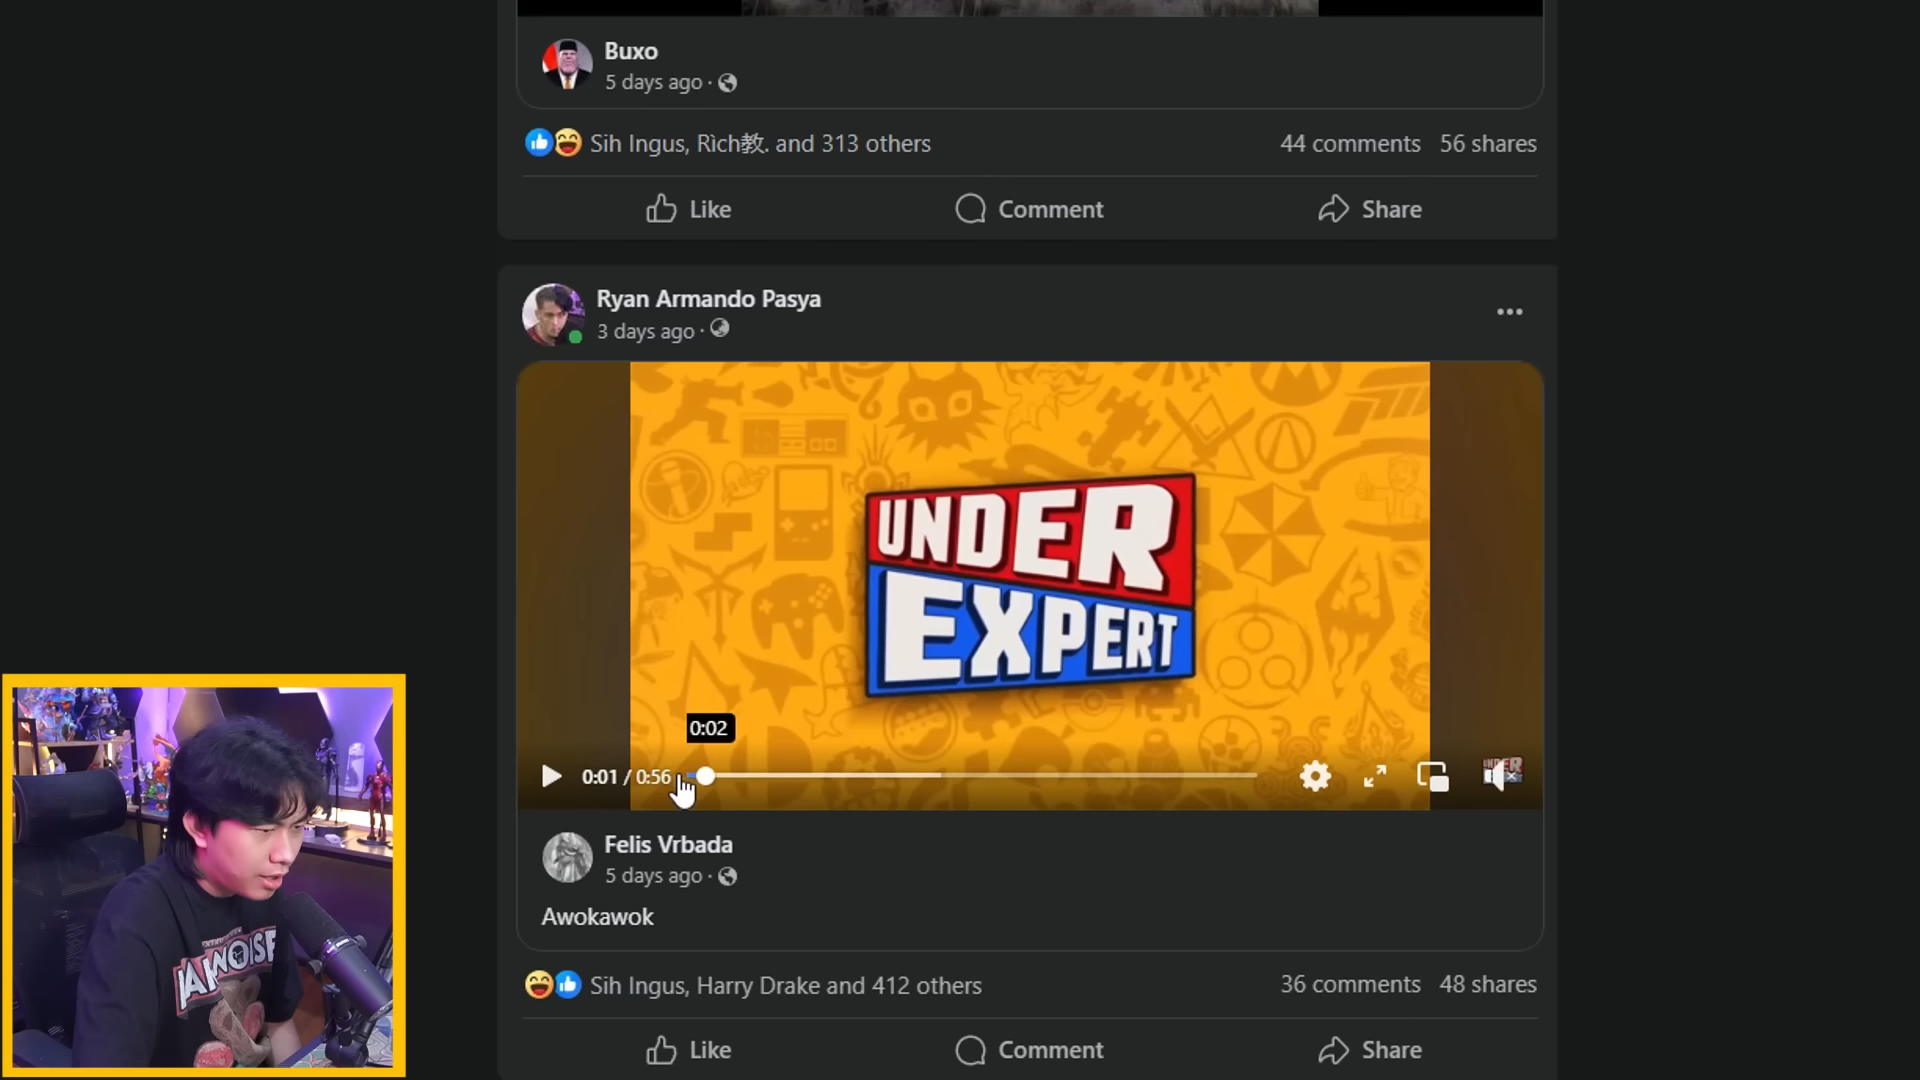 Buxo
5 days ago ·
Sih Ingus, Rìch教. and 313 others
44 comments 56 shares
Like
Comment
Share
Ryan Armando Pasya
3 days ago ·
UNDER
EXPERT
0:02
0:01 / 0:56
Felis Vrbada
5 days ago ·
Awokawok
Sih Ingus, Harry Drake and 412 others
36 comments 48 shares
Like
Comment
Share